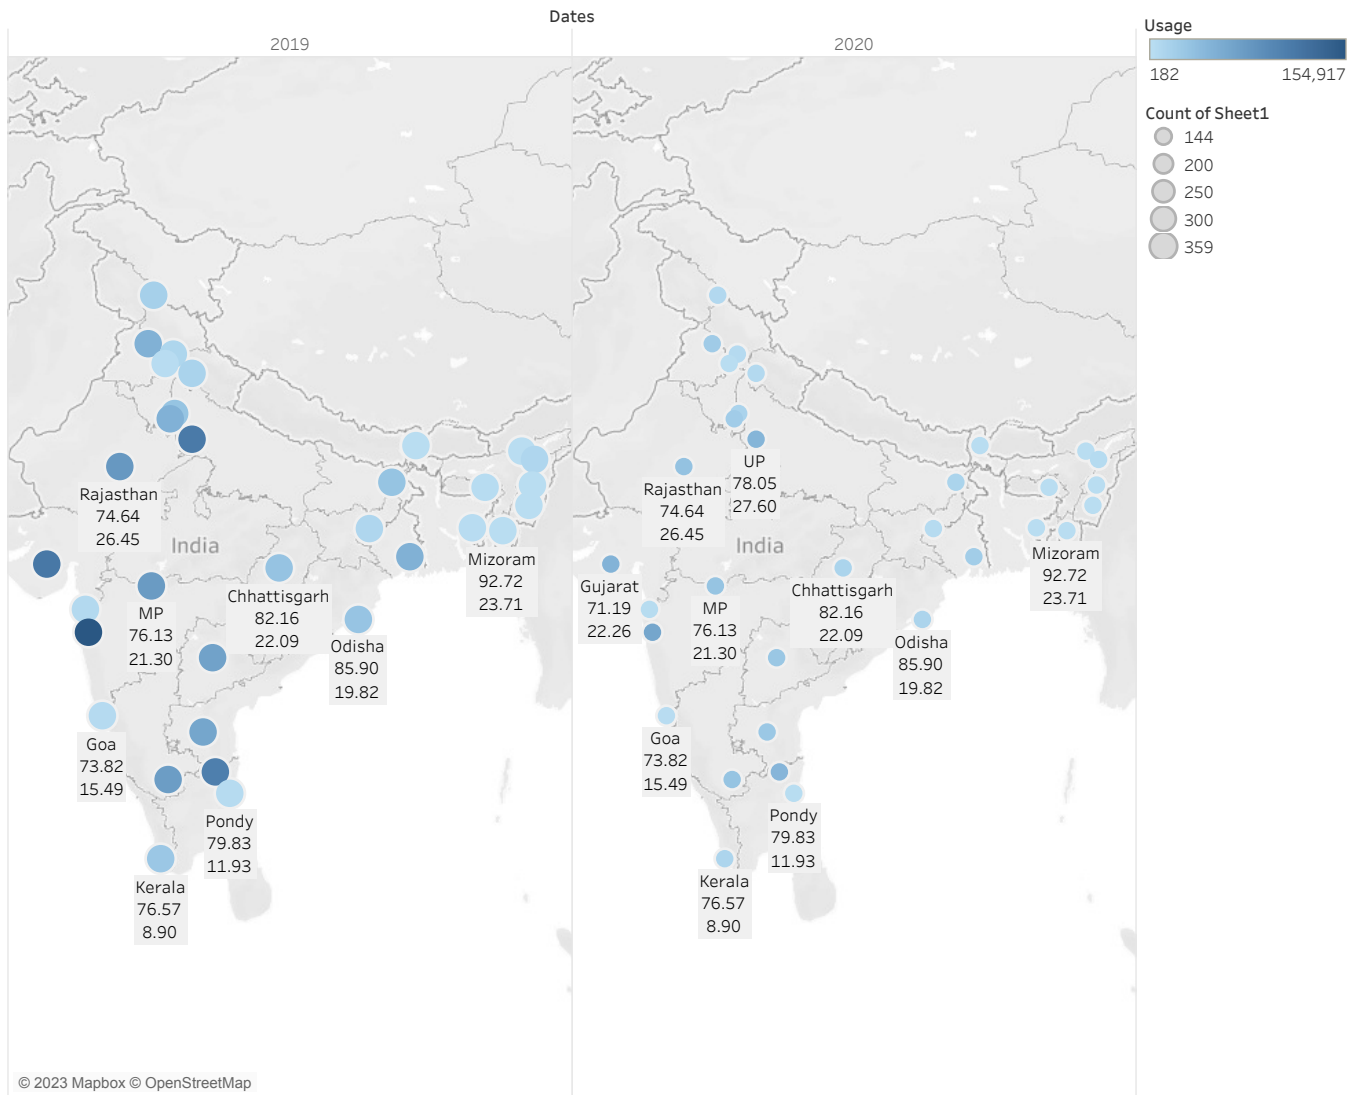 Dates
2019
2020
Usage
182
154,917
Count of Sheet1
144
200
250
300
359
Rajasthan
74.64
26.45
India
MP
76.13
21.30
Chhattisgarh
82.16
22.09
Mizoram
92.72
23.71
Odisha
85.90
19.82
Goa
73.82
15.49
Pondy
79.83
11.93
Kerala
76.57
8.90
UP
78.05
27.60
Rajasthan
74.64
26.45
India
Gujarat
71.19
22.26
MP
76.13
21.30
Chhattisgarh
82.16
22.09
Mizoram
92.72
23.71
Odisha
85.90
19.82
Goa
73.82
15.49
Pondy
79.83
11.93
Kerala
76.57
8.90
© 2023 Mapbox © OpenStreetMap